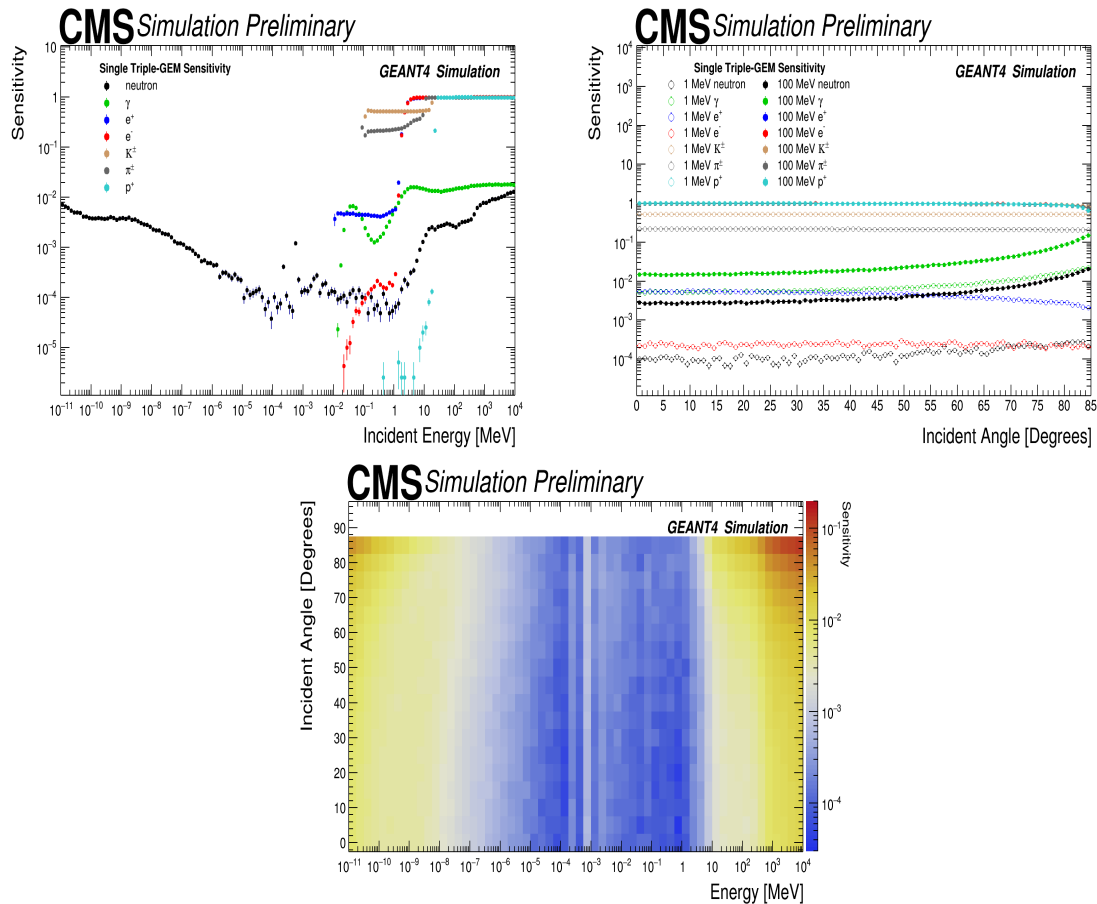 CMS Simulation Preliminary
Sensitivity
10
1
10⁻¹
10⁻²
10⁻³
10⁻⁴
10⁻⁵
Single Triple-GEM Sensitivity
GEANT4 Simulation
neutron
γ
e⁺
e⁻
K±
π±
p⁺
10⁻¹¹ 10⁻¹⁰ 10⁻⁹ 10⁻⁸ 10⁻⁷ 10⁻⁶ 10⁻⁵ 10⁻⁴ 10⁻³ 10⁻² 10⁻¹ 1 10 10² 10³ 10⁴
Incident Energy [MeV]
CMS Simulation Preliminary
Sensitivity
10⁴
10³
10²
10
1
10⁻¹
10⁻²
10⁻³
10⁻⁴
Single Triple-GEM Sensitivity
GEANT4 Simulation
1 MeV neutron 100 MeV neutron
1 MeV γ 100 MeV γ
1 MeV e⁺ 100 MeV e⁺
1 MeV e⁻ 100 MeV e⁻
1 MeV K± 100 MeV K±
1 MeV π± 100 MeV π±
1 MeV p⁺ 100 MeV p⁺
0 5 10 15 20 25 30 35 40 45 50 55 60 65 70 75 80 85
Incident Angle [Degrees]
CMS Simulation Preliminary
Incident Angle [Degrees]
GEANT4 Simulation
90
80
70
60
50
40
30
20
10
0
10⁻¹¹ 10⁻¹⁰ 10⁻⁹ 10⁻⁸ 10⁻⁷ 10⁻⁶ 10⁻⁵ 10⁻⁴ 10⁻³ 10⁻² 10⁻¹ 1 10 10² 10³ 10⁴
Energy [MeV]
Sensitivity
10⁻¹
10⁻²
10⁻³
10⁻⁴